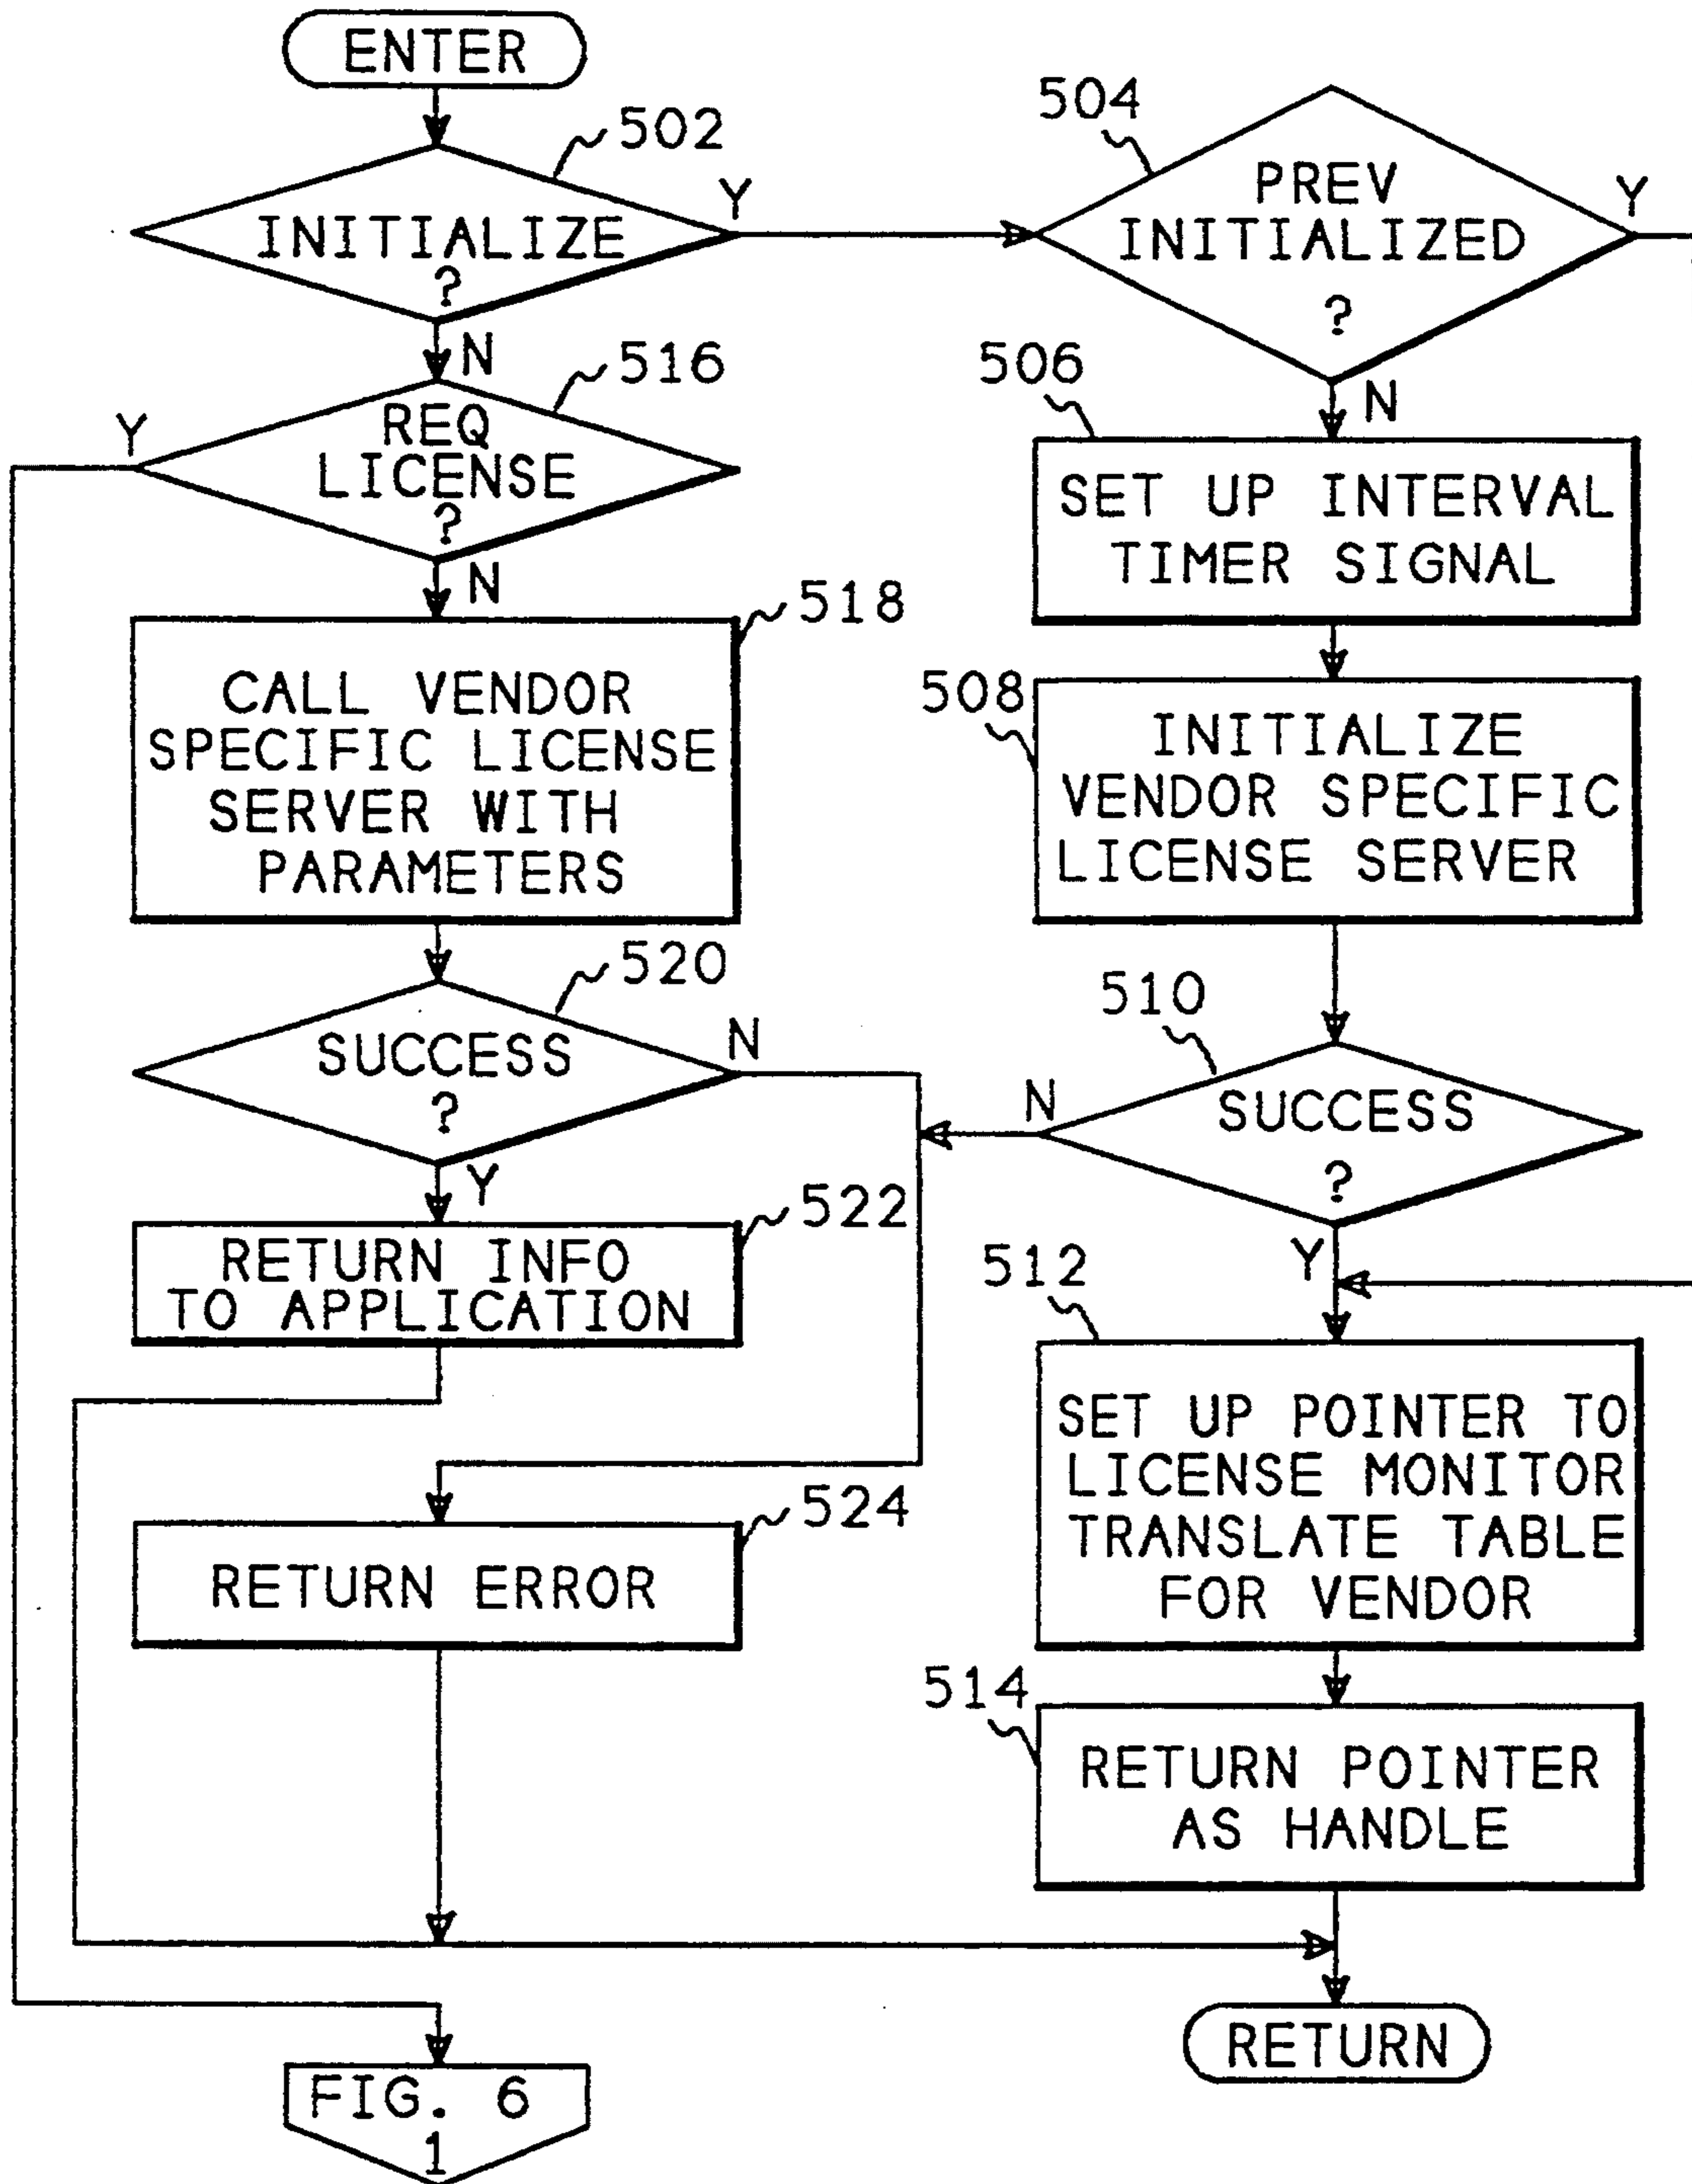 ENTER
502
INITIALIZE
?
Y
N
504
PREV
INITIALIZED
?
Y
N
516
REQ
LICENSE
?
Y
N
506
SET UP INTERVAL
TIMER SIGNAL
518
CALL VENDOR
SPECIFIC LICENSE
SERVER WITH
PARAMETERS
508
INITIALIZE
VENDOR SPECIFIC
LICENSE SERVER
520
SUCCESS
?
N
Y
510
SUCCESS
?
N
Y
522
RETURN INFO
TO APPLICATION
512
SET UP POINTER TO
LICENSE MONITOR
TRANSLATE TABLE
FOR VENDOR
524
RETURN ERROR
514
RETURN POINTER
AS HANDLE
RETURN
FIG. 6
1